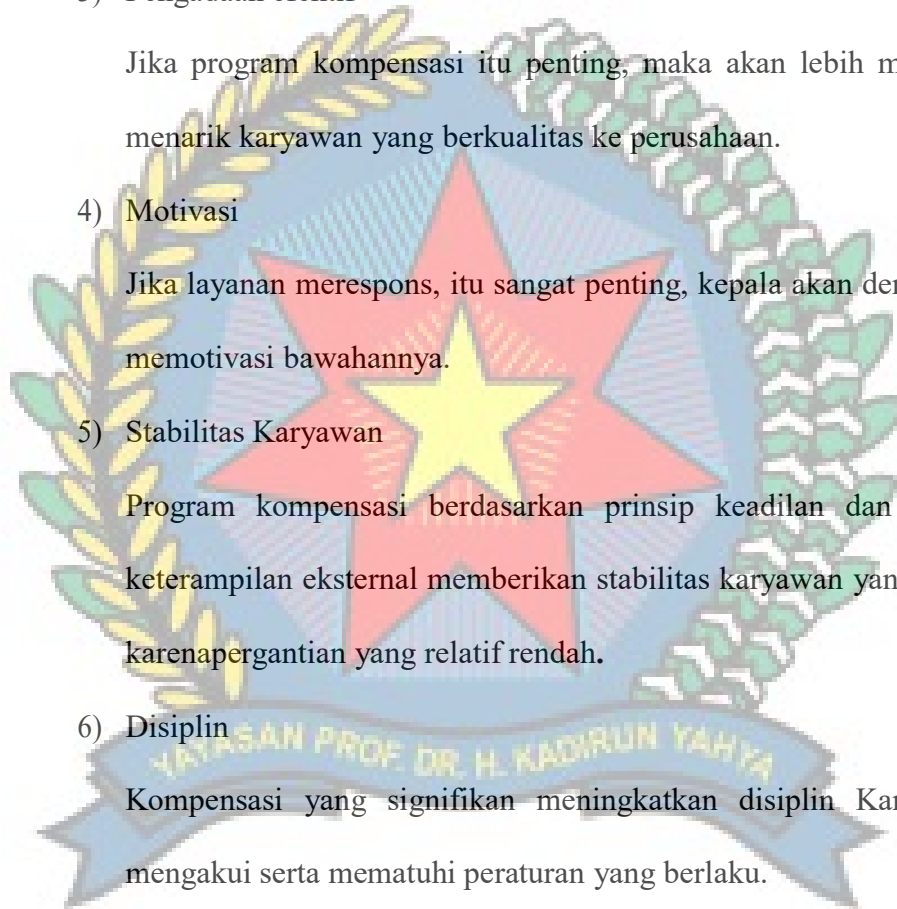 Jika program kompensasi itu penting, maka akan lebih
menarik karyawan yang berkualitas ke perusahaan.
4) Motivasi
Jika layanan merespons, itu sangat penting, kepala akan
memotivasi bawahannya.
5) Stabilitas Karyawan
Program kompensasi berdasarkan prinsip keadilan dan
keterampilan eksternal memberikan stabilitas karyawan
karenapergantian yang relatif rendah.
6) Disiplin
YAYASAN PROF. DR. H. KADIRUN YAHYA
Kompensasi yang signifikan meningkatkan disiplin
mengakui serta mematuhi peraturan yang berlaku.